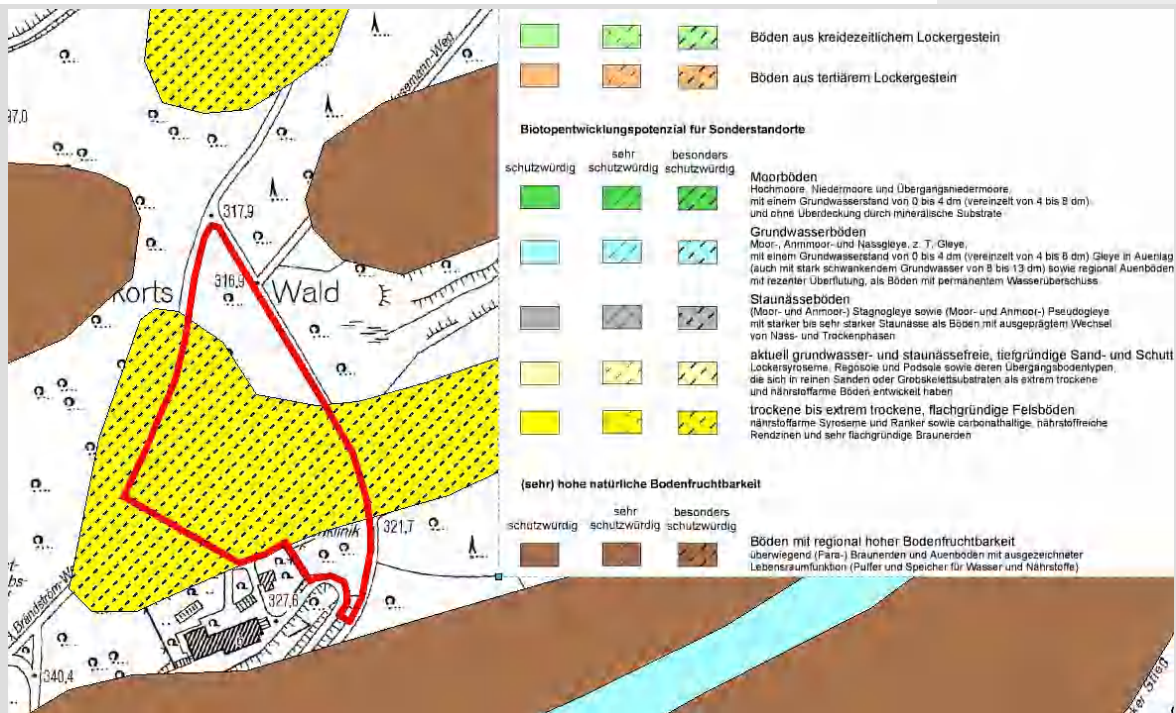 Böden aus kreidezeitlichem Lockergestein
Böden aus tertiärem Lockergestein
Biotopentwicklungspotenzial für Sonderstandorte
schutzwürdig
sehr schutzwürdig
besonders schutzwürdig
Moorböden
Hochmoore, Niedermoore und Übergangsniedermoore,
mit einem Grundwasserstand von 0 bis 4 dm (vereinzelt von 4 bis 8 dm)
und ohne Überdeckung durch mineralische Substrate
Grundwasserböden
Moor-, Anmmoor- und Nassgleye, z. T. Gleye,
mit einem Grundwasserstand von 0 bis 4 dm (vereinzelt von 4 bis 8 dm) Gleye in Auenlag
(auch mit stark schwankendem Grundwasser von 8 bis 13 dm) sowie regional Auenböden
mit rezenter Überflutung, als Böden mit permanentem Wasserüberschuss
Staunässeböden
(Moor- und Anmoor-) Stagnogleye sowie (Moor- und Anmoor-) Pseudogleye
mit starker bis sehr starker Staunässe als Böden mit ausgeprägtem Wechsel
von Nass- und Trockenphasen
aktuell grundwasser- und staunässefreie, tiefgründige Sand- und Schutt
Lockersyroseme, Regosole und Podsole sowie deren Übergangsbodentypen,
die sich in reinen Sanden oder Grobskelettsubstraten als extrem trockene
und nährstoffarme Böden entwickelt haben
trockene bis extrem trockene, flachgründige Felsböden
nährstoffarme Syroseme und Ranker sowie carbonathaltige, nährstoffreiche
Rendzinen und sehr flachgründige Braunerden
(sehr) hohe natürliche Bodenfruchtbarkeit
schutzwürdig
sehr schutzwürdig
besonders schutzwürdig
Böden mit regional hoher Bodenfruchtbarkeit
überwiegend (Para-) Braunerden und Auenböden mit ausgezeichneter
Lebensraumfunktion (Puffer und Speicher für Wasser und Nährstoffe)
semann-Weg
97,0
317,9
316,9
Korts Wald
321,7
klinik
327,6
Brändström-We
340,4
ker Stieg